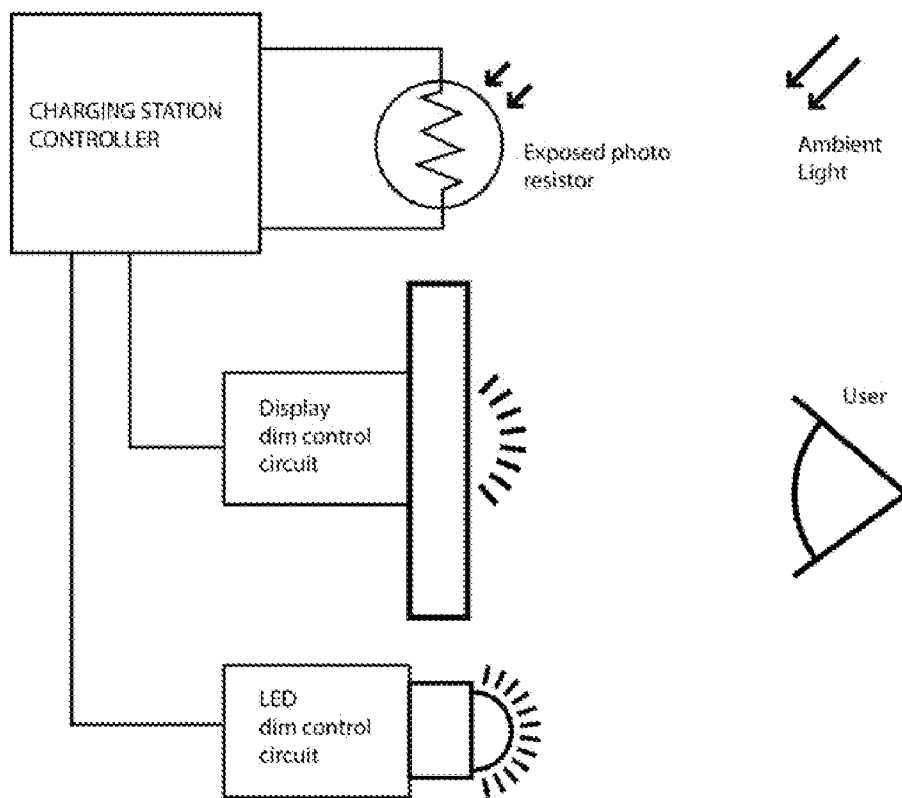 CHARGING STATION
CONTROLLER
Exposed photo
resistor
Ambient
Light
Display
dim control
circuit
User
LED
dim control
circuit